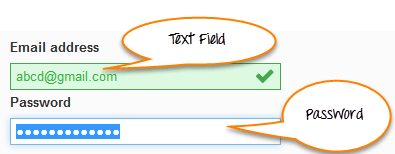 Text Field
Email address
abcd@gmail.com
Password
Password
•••••••••••••